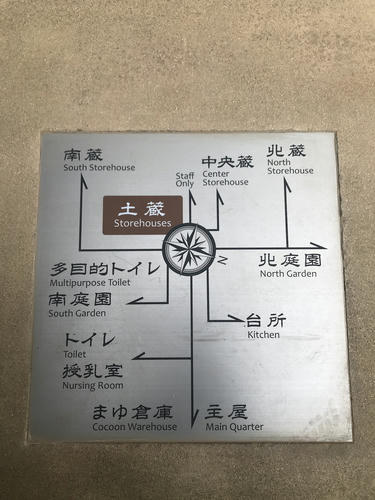 南蔵
South Storehouse
Staff
Only
中央蔵
Center
Storehouse
北蔵
North
Storehouse
土蔵
Storehouses
N
多目的トイレ
Multipurpose Toilet
南庭園
South Garden
北庭園
North Garden
台所
Kitchen
トイレ
Toilet
授乳室
Nursing Room
まゆ倉庫
Cocoon Warehouse
主屋
Main Quarter